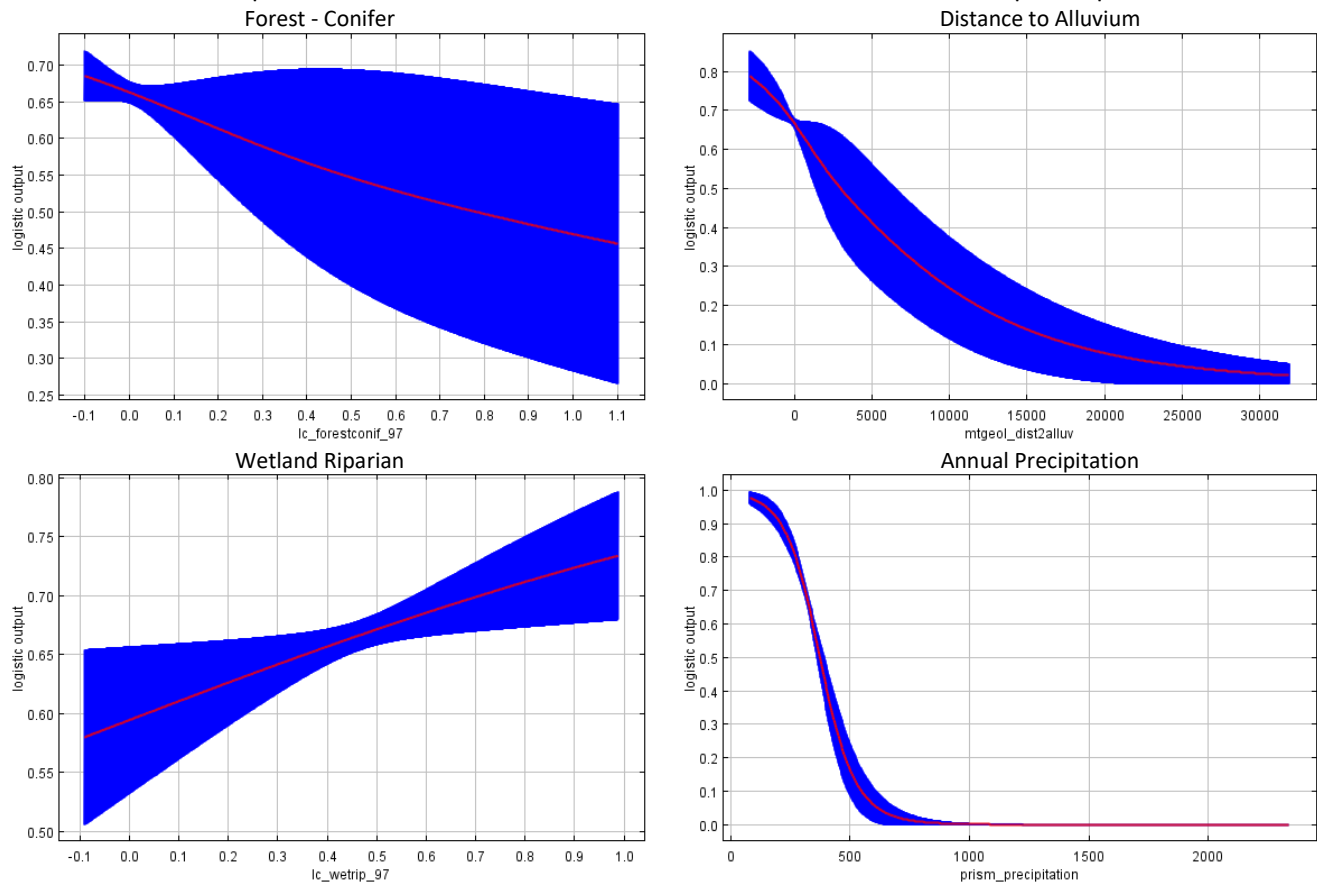 Forest - Conifer
0.70
0.65
0.60
0.55
0.50
0.45
0.40
0.35
0.30
0.25
logistic output
-0.1 0.0 0.1 0.2 0.3 0.4 0.5 0.6 0.7 0.8 0.9 1.0 1.1
lc_forestconif_97
Distance to Alluvium
0.8
0.7
0.6
0.5
0.4
0.3
0.2
0.1
0.0
logistic output
0 5000 10000 15000 20000 25000 30000
mtgeol_dist2alluv
Wetland Riparian
0.80
0.75
0.70
0.65
0.60
0.55
0.50
logistic output
-0.1 0.0 0.1 0.2 0.3 0.4 0.5 0.6 0.7 0.8 0.9 1.0
lc_wetrip_97
Annual Precipitation
1.0
0.9
0.8
0.7
0.6
0.5
0.4
0.3
0.2
0.1
0.0
logistic output
0 500 1000 1500 2000
prism_precipitation